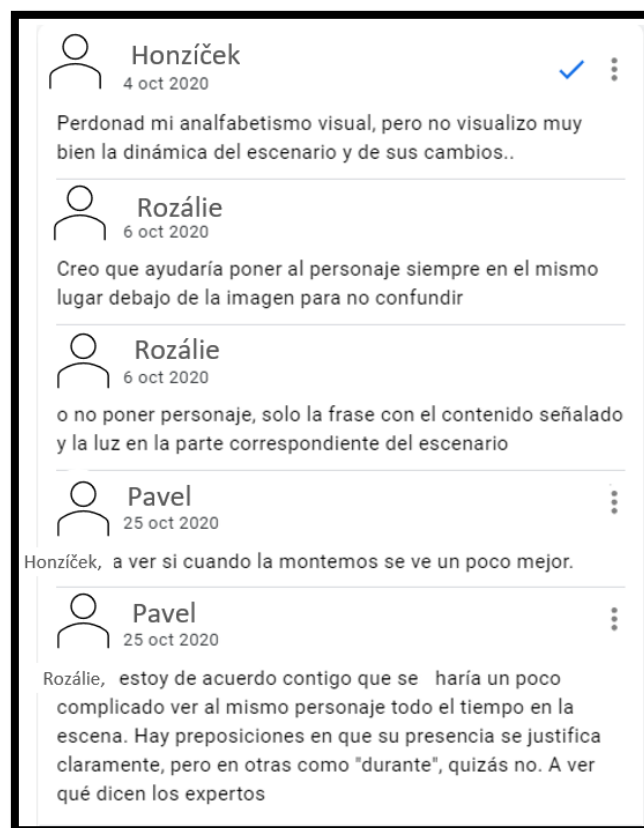 Honzíček
4 oct 2020
Perdonad mi analfabetismo visual, pero no visualizo muy
bien la dinámica del escenario y de sus cambios..
Rozálie
6 oct 2020
Creo que ayudaría poner al personaje siempre en el mismo
lugar debajo de la imagen para no confundir
Rozálie
6 oct 2020
o no poner personaje, solo la frase con el contenido señalado
y la luz en la parte correspondiente del escenario
Pavel
25 oct 2020
Honzíček, a ver si cuando la montemos se ve un poco mejor.
Pavel
25 oct 2020
Rozálie, estoy de acuerdo contigo que se haría un poco
complicado ver al mismo personaje todo el tiempo en la
escena. Hay preposiciones en que su presencia se justifica
claramente, pero en otras como "durante", quizás no. A ver
qué dicen los expertos